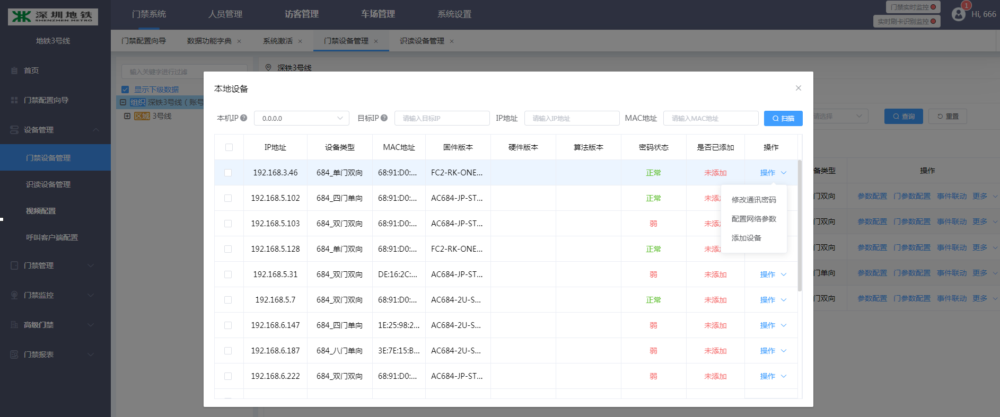 深圳地铁
SHENZHEN METRO
地铁3号线
首页
门禁配置向导
设备管理
门禁设备管理
识读设备管理
视频配置
呼叫客户端配置
门禁管理
门禁监控
高级门禁
门禁报表
门禁系统 人员管理 访客管理 车场管理 系统设置
门禁实时监控
实时刷卡识别监控
1
Hi, 666
门禁配置向导 数据功能字典 × 系统激活 × 门禁设备管理 × 识读设备管理 ×
输入关键字进行过滤
显示下级数据
组织 深铁3号线（账号
区域 3号线
深铁3号线
请选择 查询 重置
备类型 操作
门双向 参数配置 门参数配置 事件联动 更多
门双向 参数配置 门参数配置 事件联动 更多
门双向 参数配置 门参数配置 事件联动 更多
门单向 参数配置 门参数配置 事件联动 更多
门双向 参数配置 门参数配置 事件联动 更多
本地设备 ×
本机IP ? 0.0.0.0 目标IP ? 请输入目标IP IP地址 请输入IP地址 MAC地址 请输入MAC地址 扫描
IP地址 设备类型 MAC地址 固件版本 硬件版本 算法版本 密码状态 是否已添加 操作
192.168.3.46 684_单门双向 68:91:D0:... FC2-RK-ONE... 正常 未添加 操作
192.168.5.102 684_四门单向 68:91:D0:... AC684-JP-ST... 正常 未添加
192.168.5.103 684_双门双向 68:91:D0:... AC684-JP-ST... 弱 未添加
192.168.5.128 684_单门双向 68:91:D0:... FC2-RK-ONE... 正常 未添加
192.168.5.31 684_双门双向 DE:16:2C:... AC684-JP-ST... 弱 未添加 操作
192.168.5.7 684_双门双向 68:91:D0:... AC684-2U-S... 正常 未添加 操作
192.168.6.147 684_四门单向 1E:25:98:2... AC684-2U-S... 弱 未添加 操作
192.168.6.187 684_八门单向 3E:7E:15:B... AC684-2U-S... 弱 未添加 操作
192.168.6.222 684_双门双向 68:91:D0:... AC684-JP-ST... 弱 未添加 操作
修改通讯密码
配置网络参数
添加设备